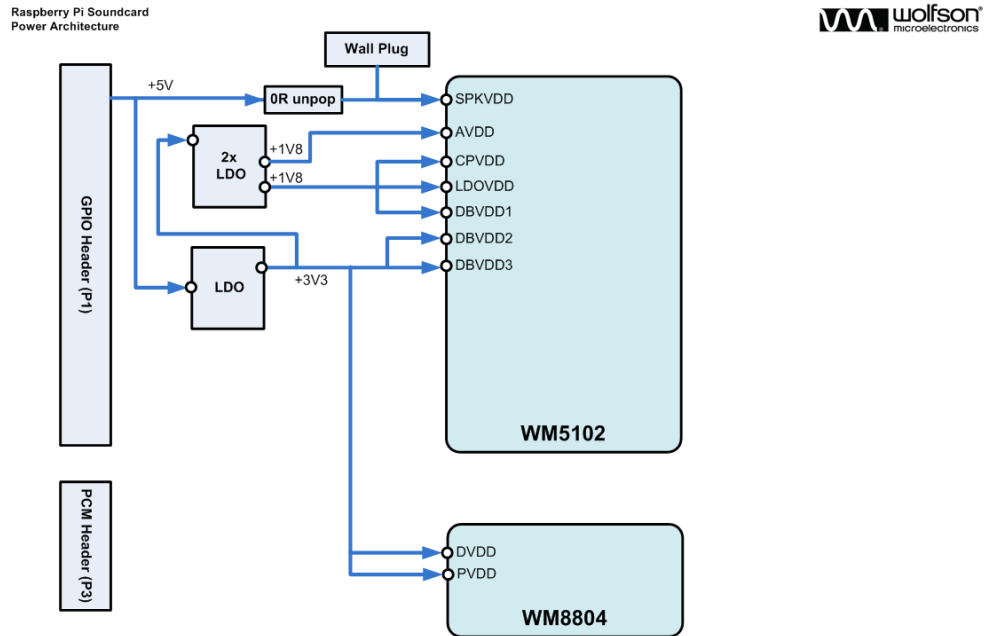 Raspberry Pi Soundcard
Power Architecture
wolfson®
microelectronics
Wall Plug
+5V
0R unpop
SPKVDD
2x
LDO
+1V8
+1V8
AVDD
CPVDD
LDOVDD
DBVDD1
DBVDD2
DBVDD3
GPIO Header (P1)
LDO
+3V3
WM5102
PCM Header (P3)
DVDD
PVDD
WM8804